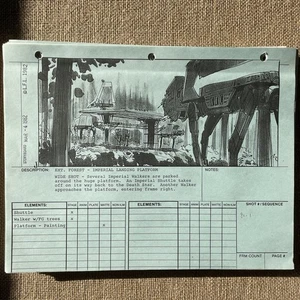 DESCRIPTION: EXT. FOREST - IMPERIAL LANDING PLATFORM
NOTES:
WIDE SHOT - Several Imperial Walkers are parked
around the huge platform. An Imperial Shuttle takes
off on its way back to the Death Star. Another Walker
approaches the platform, entering frame right.
ELEMENTS:
ELEMENTS:
SHOT #/SEQUENCE
Shuttle
Walker w/FG trees
Platform - Painting
FRM COUNT:
PAGE #